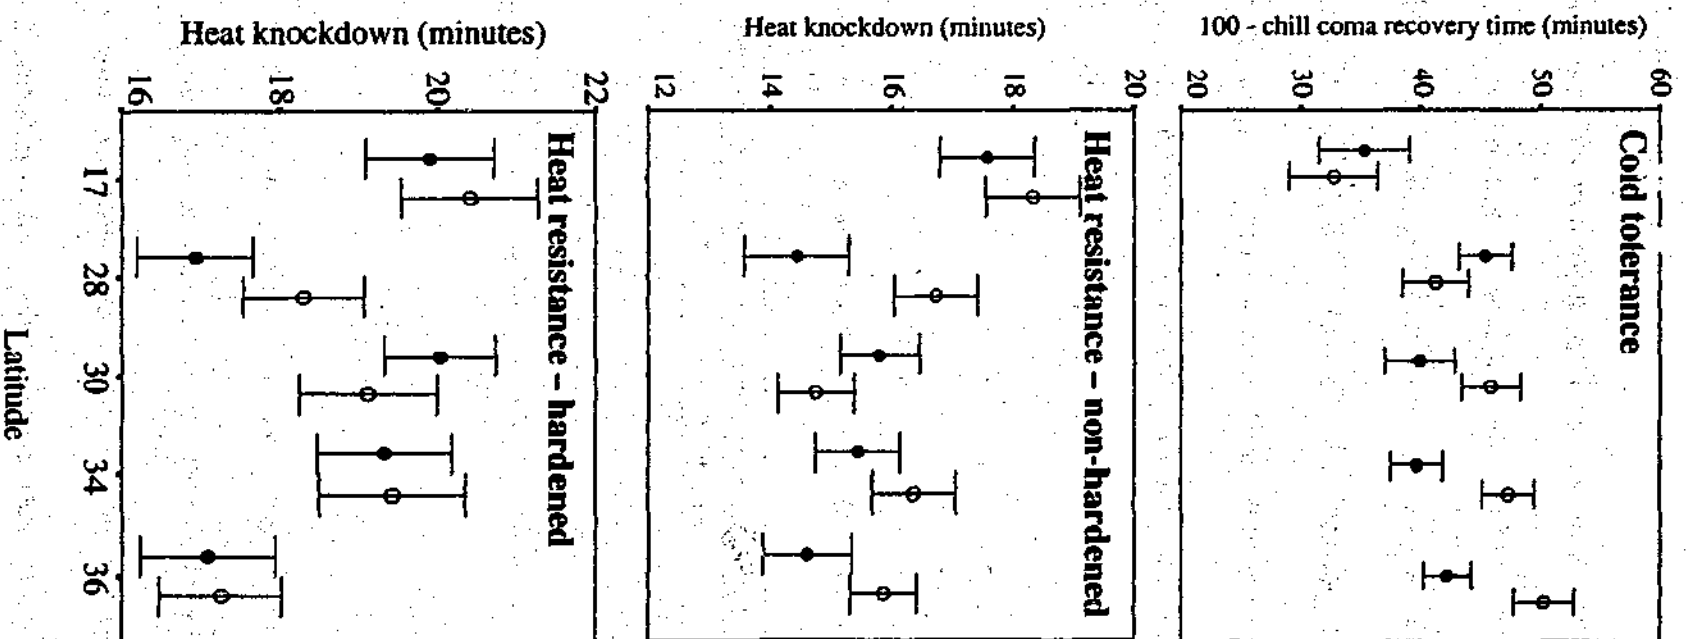 100 - chill coma recovery time (minutes)
20
30
40
50
60
Cold tolerance
Heat knockdown (minutes)
12
14
16
18
20
Heat resistance – non-hardened
Heat knockdown (minutes)
16
18
20
22
Heat resistance – hardened
17
28
30
34
36
Latitude